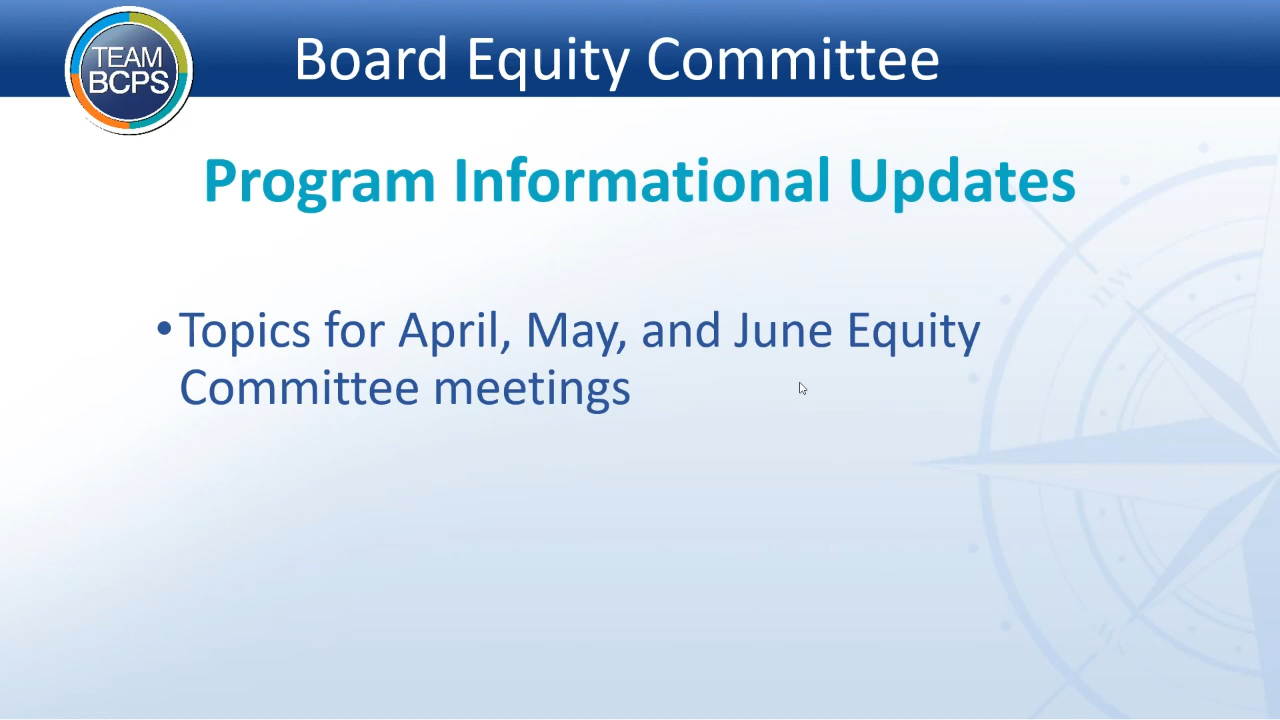 TEAM
BCPS
Board Equity Committee
Program Informational Updates
•Topics for April, May, and June Equity
Committee meetings